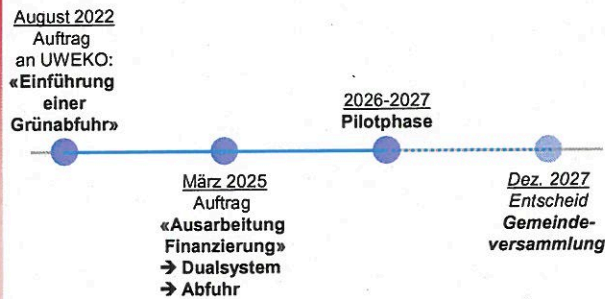 August 2022
Auftrag
an UWEKO:
«Einführung
einer
Grünabfuhr»
März 2025
Auftrag
«Ausarbeitung
Finanzierung»
→ Dualsystem
→ Abfuhr
2026-2027
Pilotphase
Dez. 2027
Entscheid
Gemeinde-
versammlung